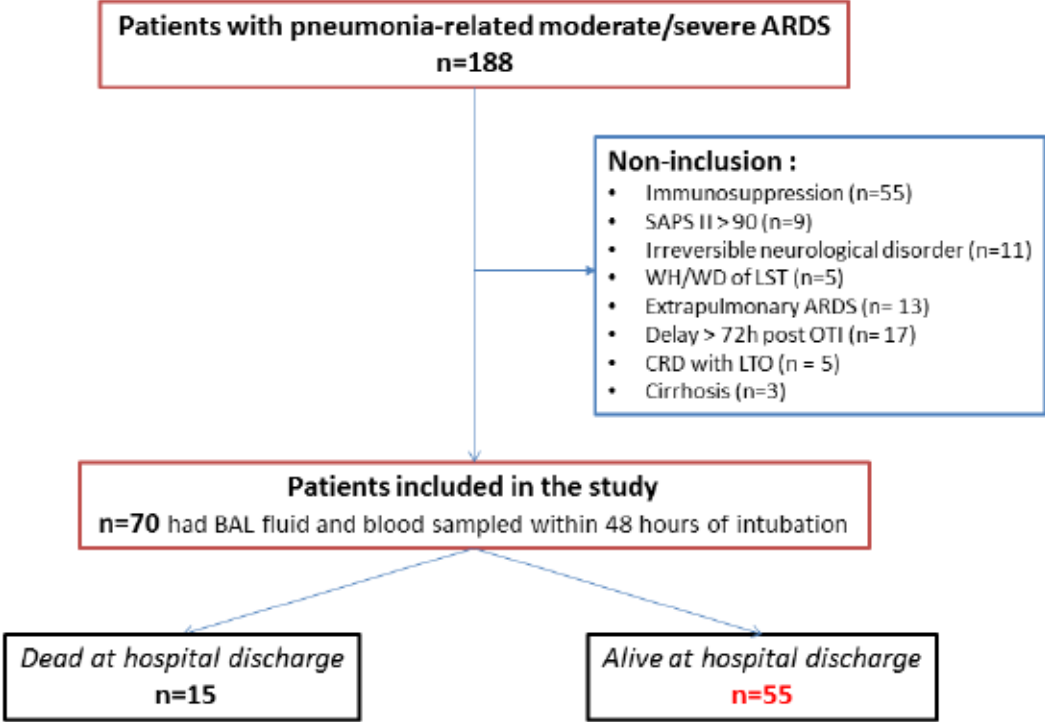 Patients with pneumonia-related moderate/severe ARDS
n=188
Non-inclusion :
• Immunosuppression (n=55)
• SAPS II > 90 (n=9)
• Irreversible neurological disorder (n=11)
• WH/WD of LST (n=5)
• Extrapulmonary ARDS (n= 13)
• Delay > 72h post OTI (n= 17)
• CRD with LTO (n = 5)
• Cirrhosis (n=3)
Patients included in the study
n=70 had BAL fluid and blood sampled within 48 hours of intubation
Dead at hospital discharge
n=15
Alive at hospital discharge
n=55